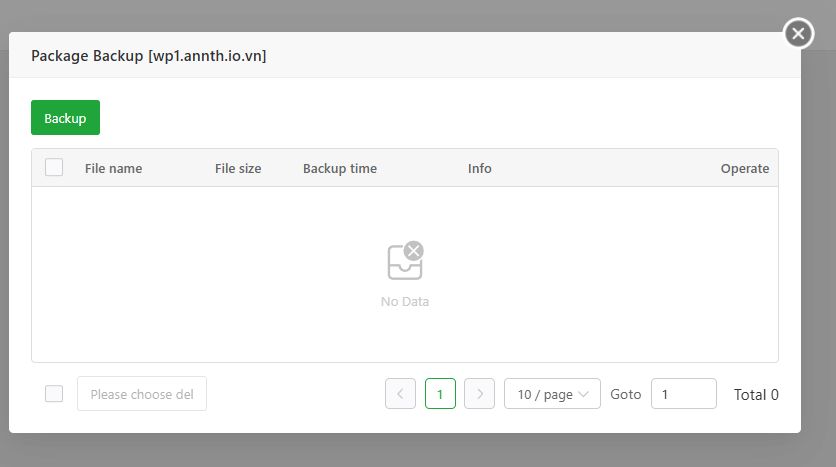 Package Backup [wp1.annth.io.vn]
Backup
File name File size Backup time Info Operate
No Data
Please choose del 1 10 / page Goto 1 Total 0